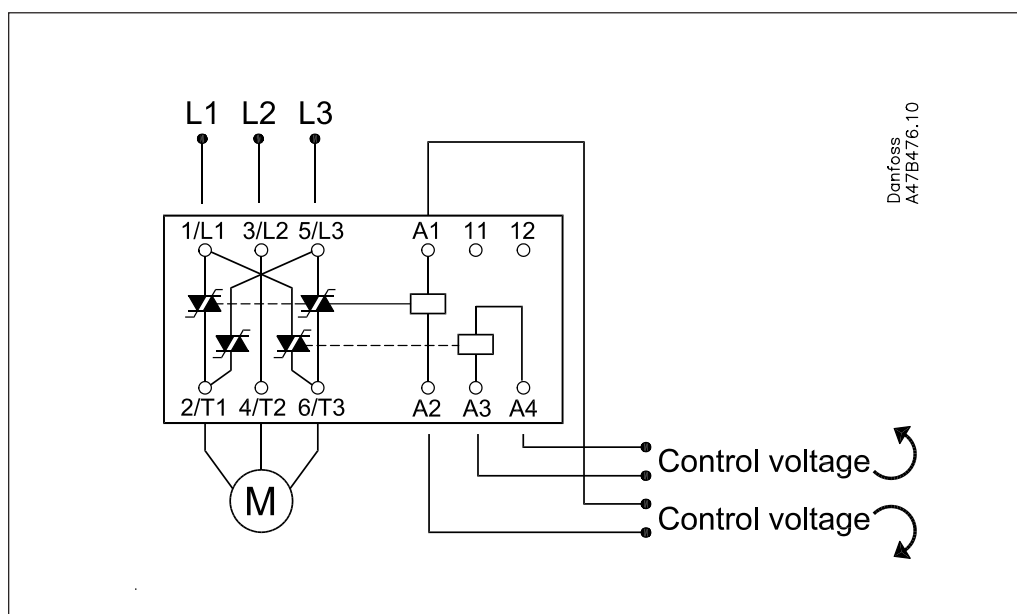 L1 L2 L3
Danfoss
A47B476.10
1/L1 3/L2 5/L3 A1 11 12
2/T1 4/T2 6/T3 A2 A3 A4
M
Control voltage
Control voltage